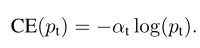 CE(pₜ) = −αₜ log(pₜ).